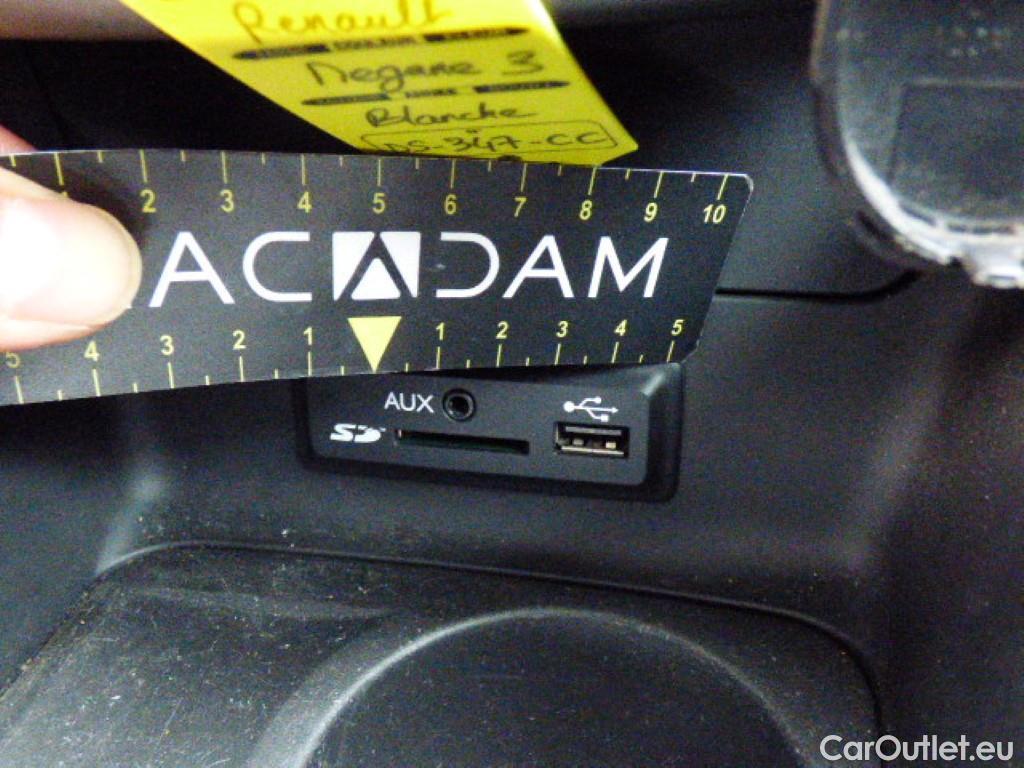 Renault
Megane 3
Blanche
DS-347-CC
1 2 3 4 5 6 7 8 9 10
ACADAM
5 4 3 2 1 1 2 3 4 5
AUX
SD
CarOutlet.eu